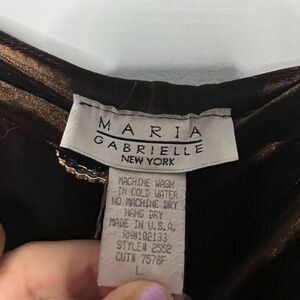 MARIA
GABRIELLE
NEW YORK
MACHINE WASH
IN COLD WATER
NO MACHINE DRY
HANG DRY
MADE IN U.S.A.
RN#102133
STYLE# 2582
CUT# 7578F
L